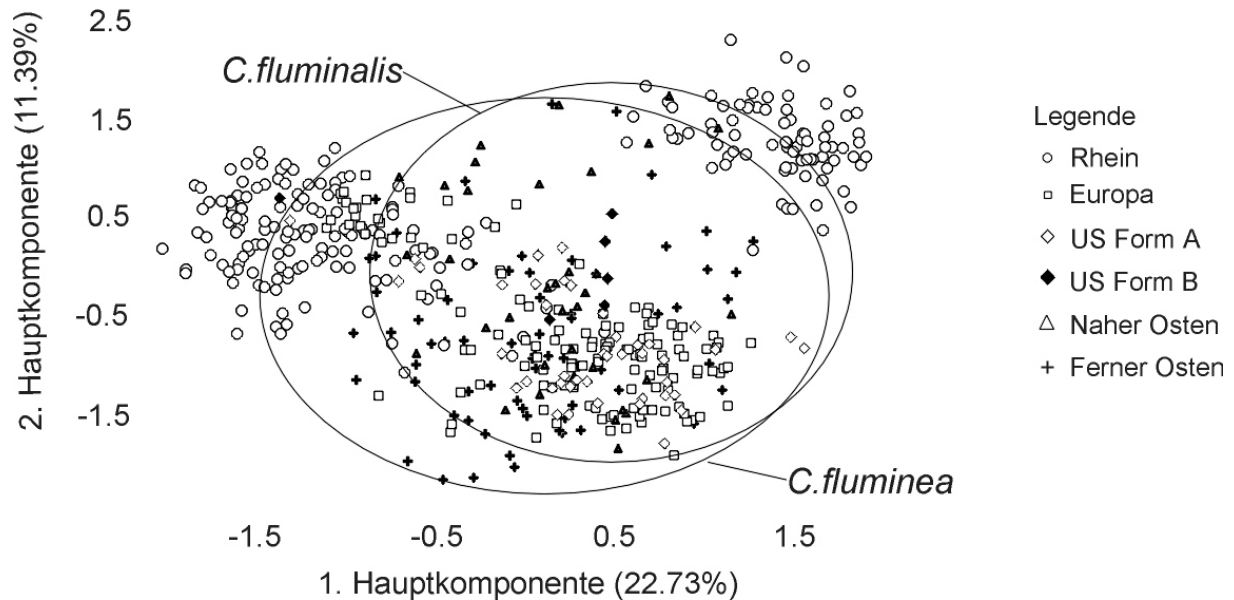 2.5
1.5
0.5
-0.5
-1.5
2. Hauptkomponente (11.39%)
C.fluminalis
C.fluminea
-1.5 -0.5 0.5 1.5
1. Hauptkomponente (22.73%)
Legende
Rhein
Europa
US Form A
US Form B
Naher Osten
Ferner Osten